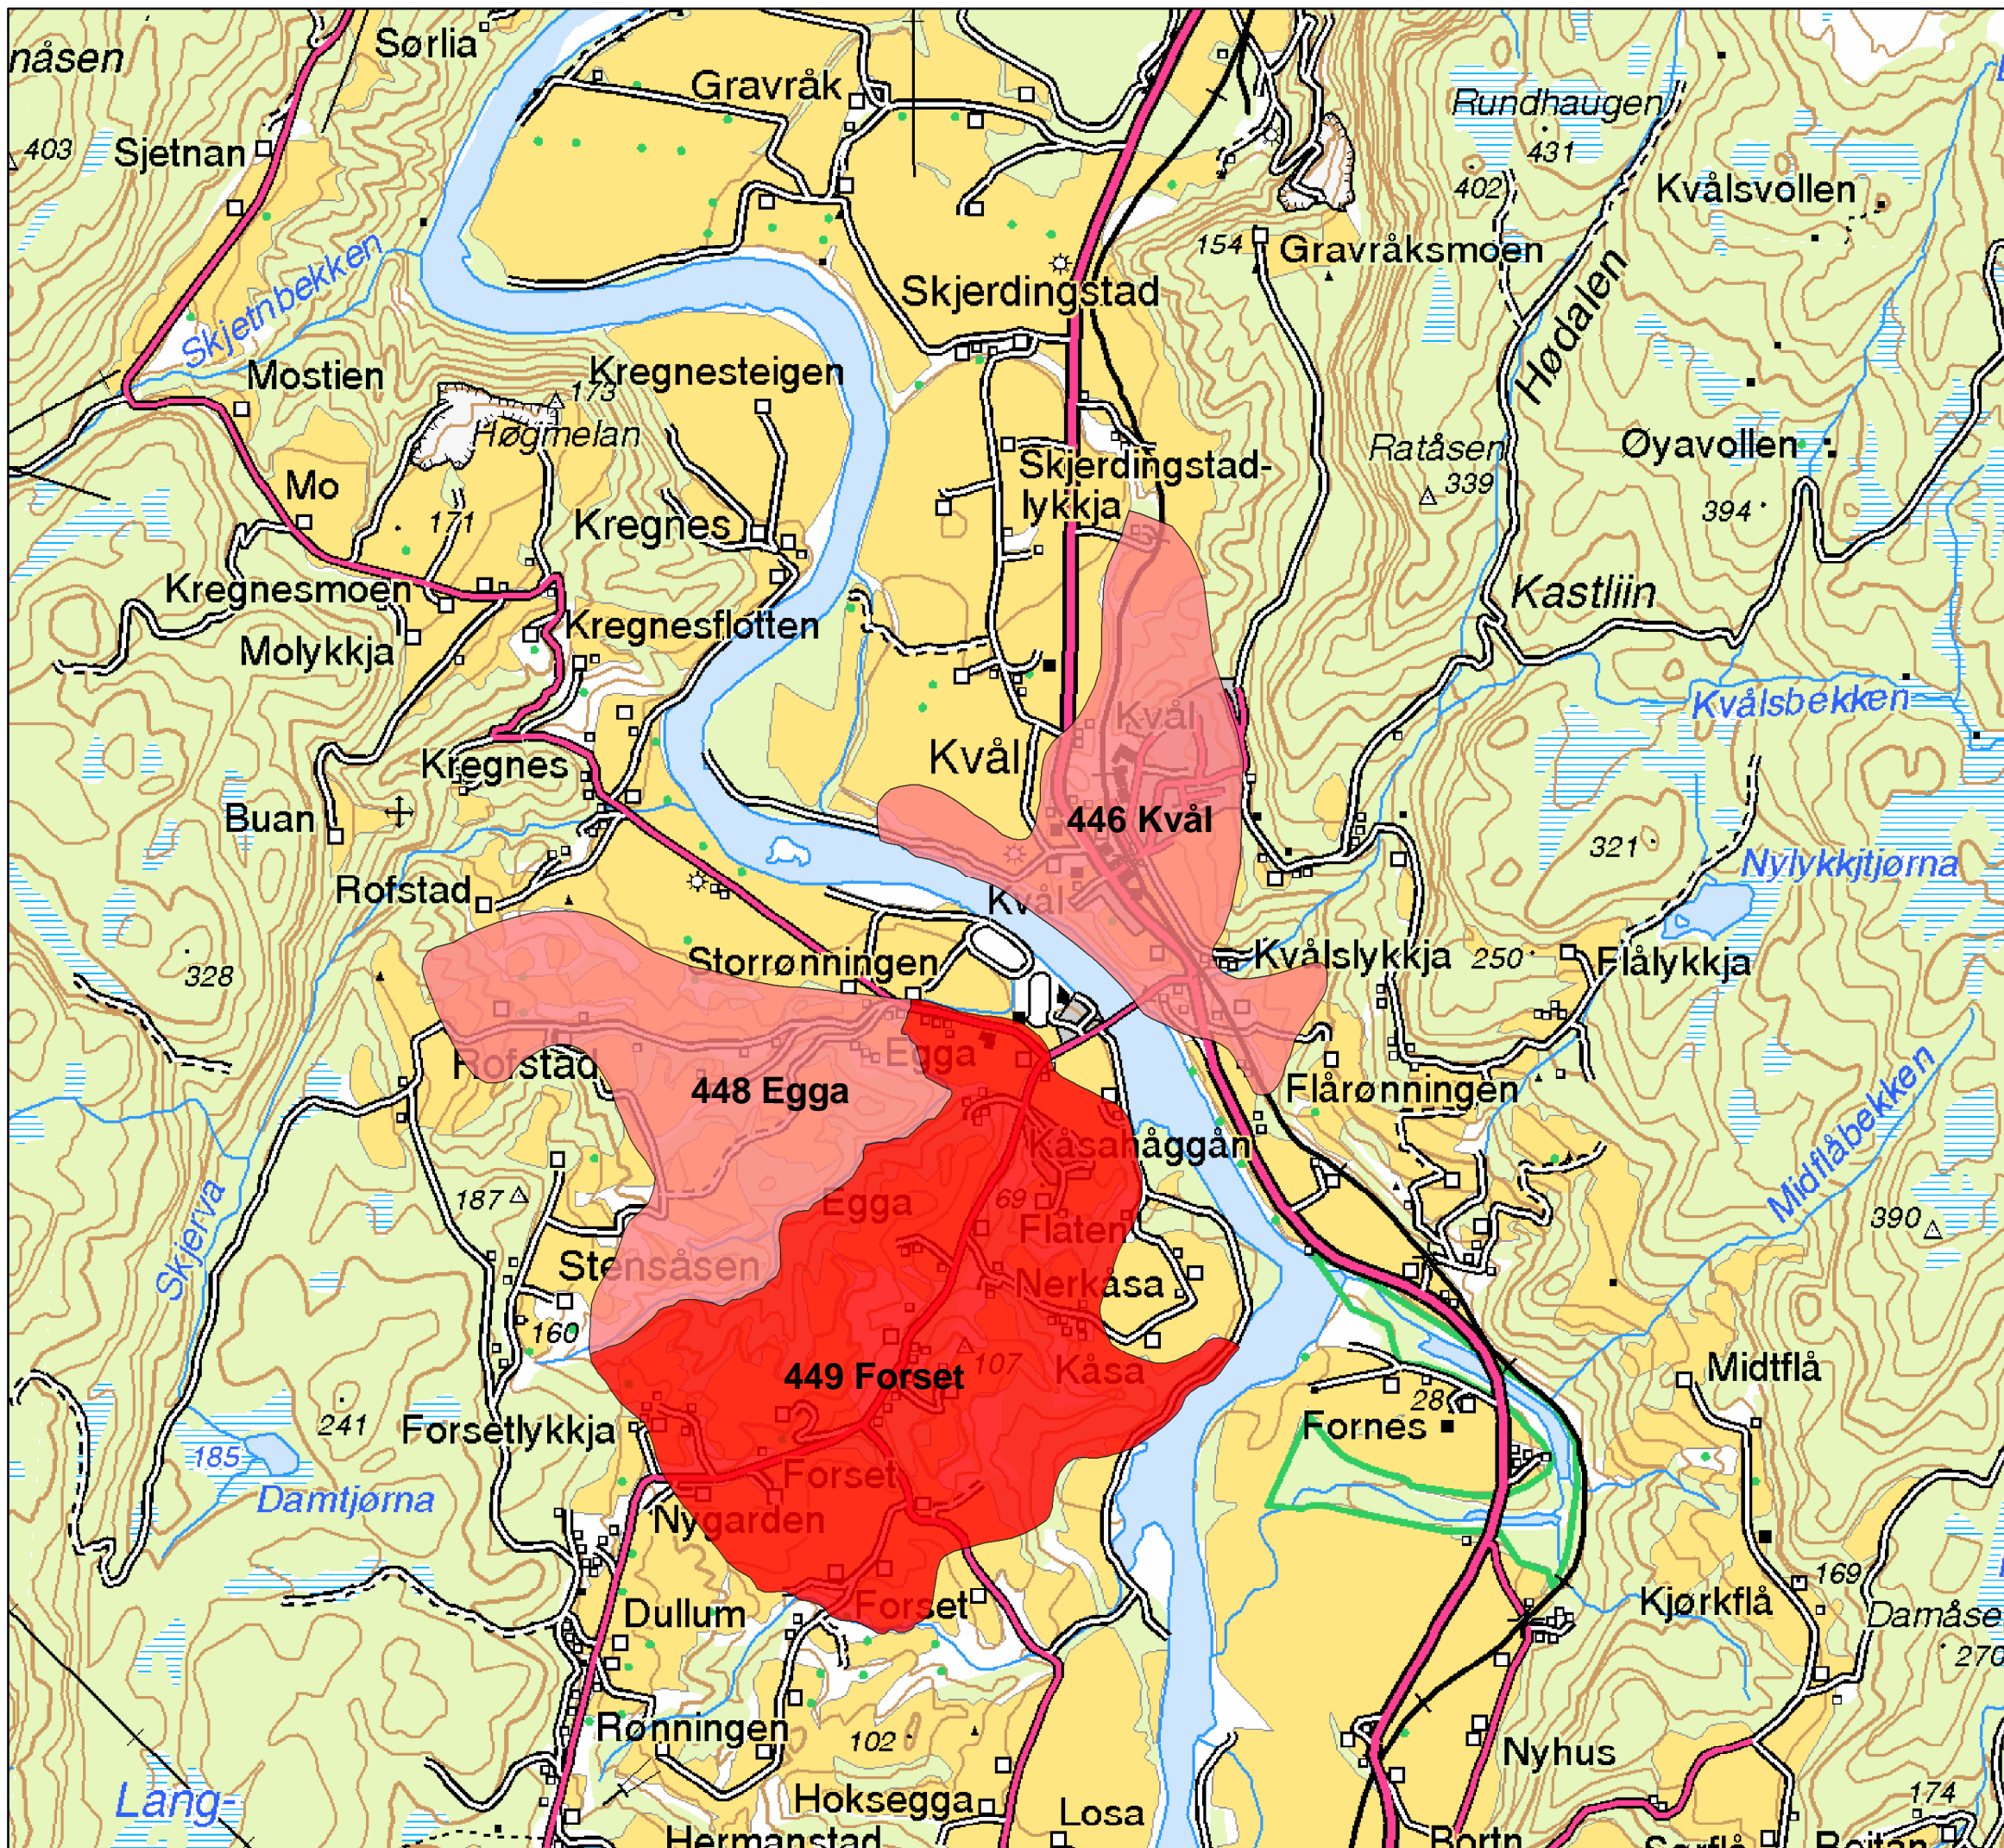 nåsen
Sørlia
Gravråk
Rundhaugen
431
402
403
Sjetnan
Kvålsvollen
154
Gravråksmoen
Skjetnbekken
Skjerdingstad
Hødalen
Mostien
173
Kregnesteigen
Høgmelan
Ratåsen
339
Øyavollen
Skjerdingstad-
lykkja
Mo
171
Kregnes
394
Kregnesmoen
Kastliin
Kregnesflotten
Molykkja
Kvålsbekken
Kvål
Kvål
Kregnes
Buan
446 Kvål
321
Nylykkjtjørna
Rofstad
Kvål
Storrønningen
Kvålslykkja
250
Flålykkja
328
Egga
Rofstad
448 Egga
Flårønningen
Kåsahåggån
Midtflåbekken
187
Egga
69
Flåten
390
Skjerva
Stensåsen
Nerkåsa
160
107
Kåsa
449 Forset
Midtflå
28
241
Forsetlykkja
Fornes
185
Forset
Damtjørna
Nygarden
169
Forset
Dullum
Kjørkflå
Damåse
270
Rønningen
102
Nyhus
Lang-
Hoksegga
Losa
174
Hermanstad
Bortn
Sørflå
Reitan